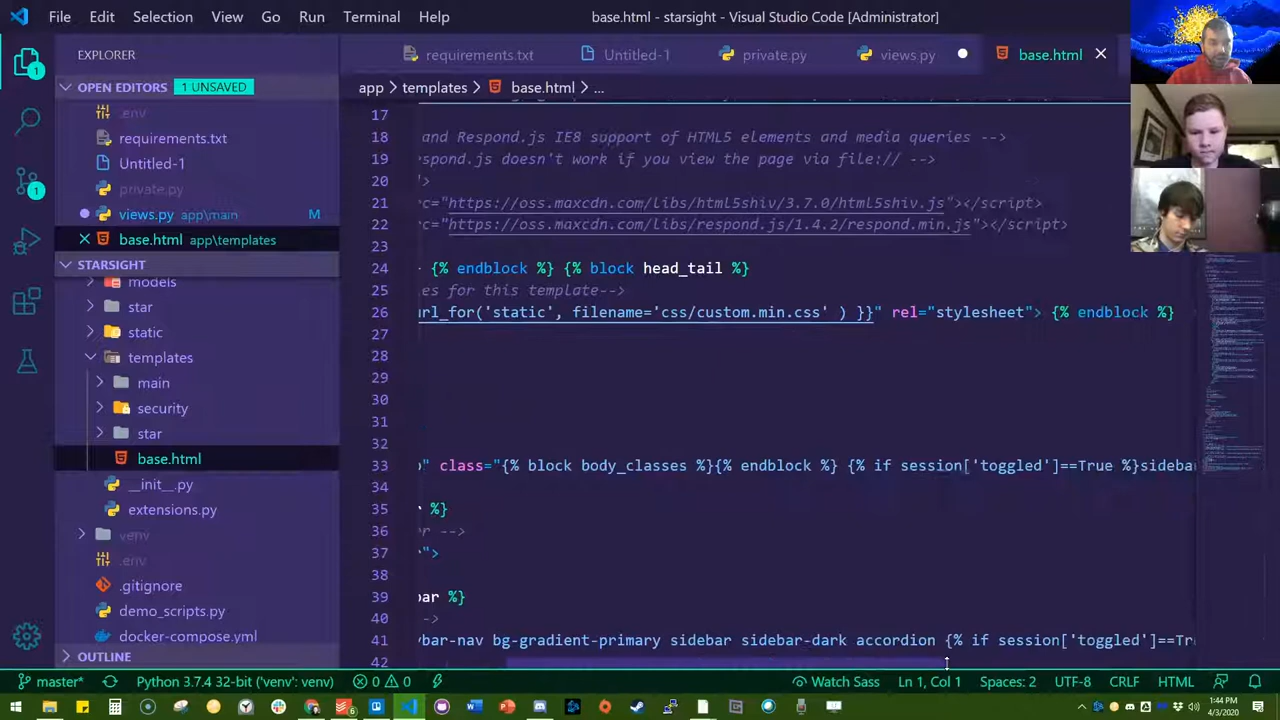 File Edit Selection View Go Run Terminal Help base.html - starsight - Visual Studio Code [Administrator]
EXPLORER
requirements.txt Untitled-1 private.py views.py base.html
OPEN EDITORS 1 UNSAVED
app > templates > base.html > ...
.env
requirements.txt
Untitled-1
private.py
views.py app\main M
base.html app\templates
STARSIGHT
models
star
static
templates
main
security
star
base.html
__init__.py
extensions.py
venv
.env
.gitignore
demo_scripts.py
docker-compose.yml
OUTLINE
17
18 and Respond.js IE8 support of HTML5 elements and media queries -->
19 espond.js doesn't work if you view the page via file:// -->
20 ">
21 c="https://oss.maxcdn.com/libs/html5shiv/3.7.0/html5shiv.js"></script>
22 c="https://oss.maxcdn.com/libs/respond.js/1.4.2/respond.min.js"></script>
23
24 {% endblock %} {% block head_tail %}
25 for this template-->
26 filename='css/custom.min.css') }}" rel="stylesheet"> {% endblock %}
27
28
29
30
31
32
33 class="{% block body_classes %}{% endblock %} {% if session['toggled']==True %}sidebar
34
35 r %}
36 -->
37 ">
38
39 bar %}
40 ->
41 vbar-nav bg-gradient-primary sidebar sidebar-dark accordion {% if session['toggled']==Tru
42
master* Python 3.7.4 32-bit ('venv': venv) 0 0 Watch Sass Ln 1, Col 1 Spaces: 2 UTF-8 CRLF HTML
1:44 PM
4/3/2020